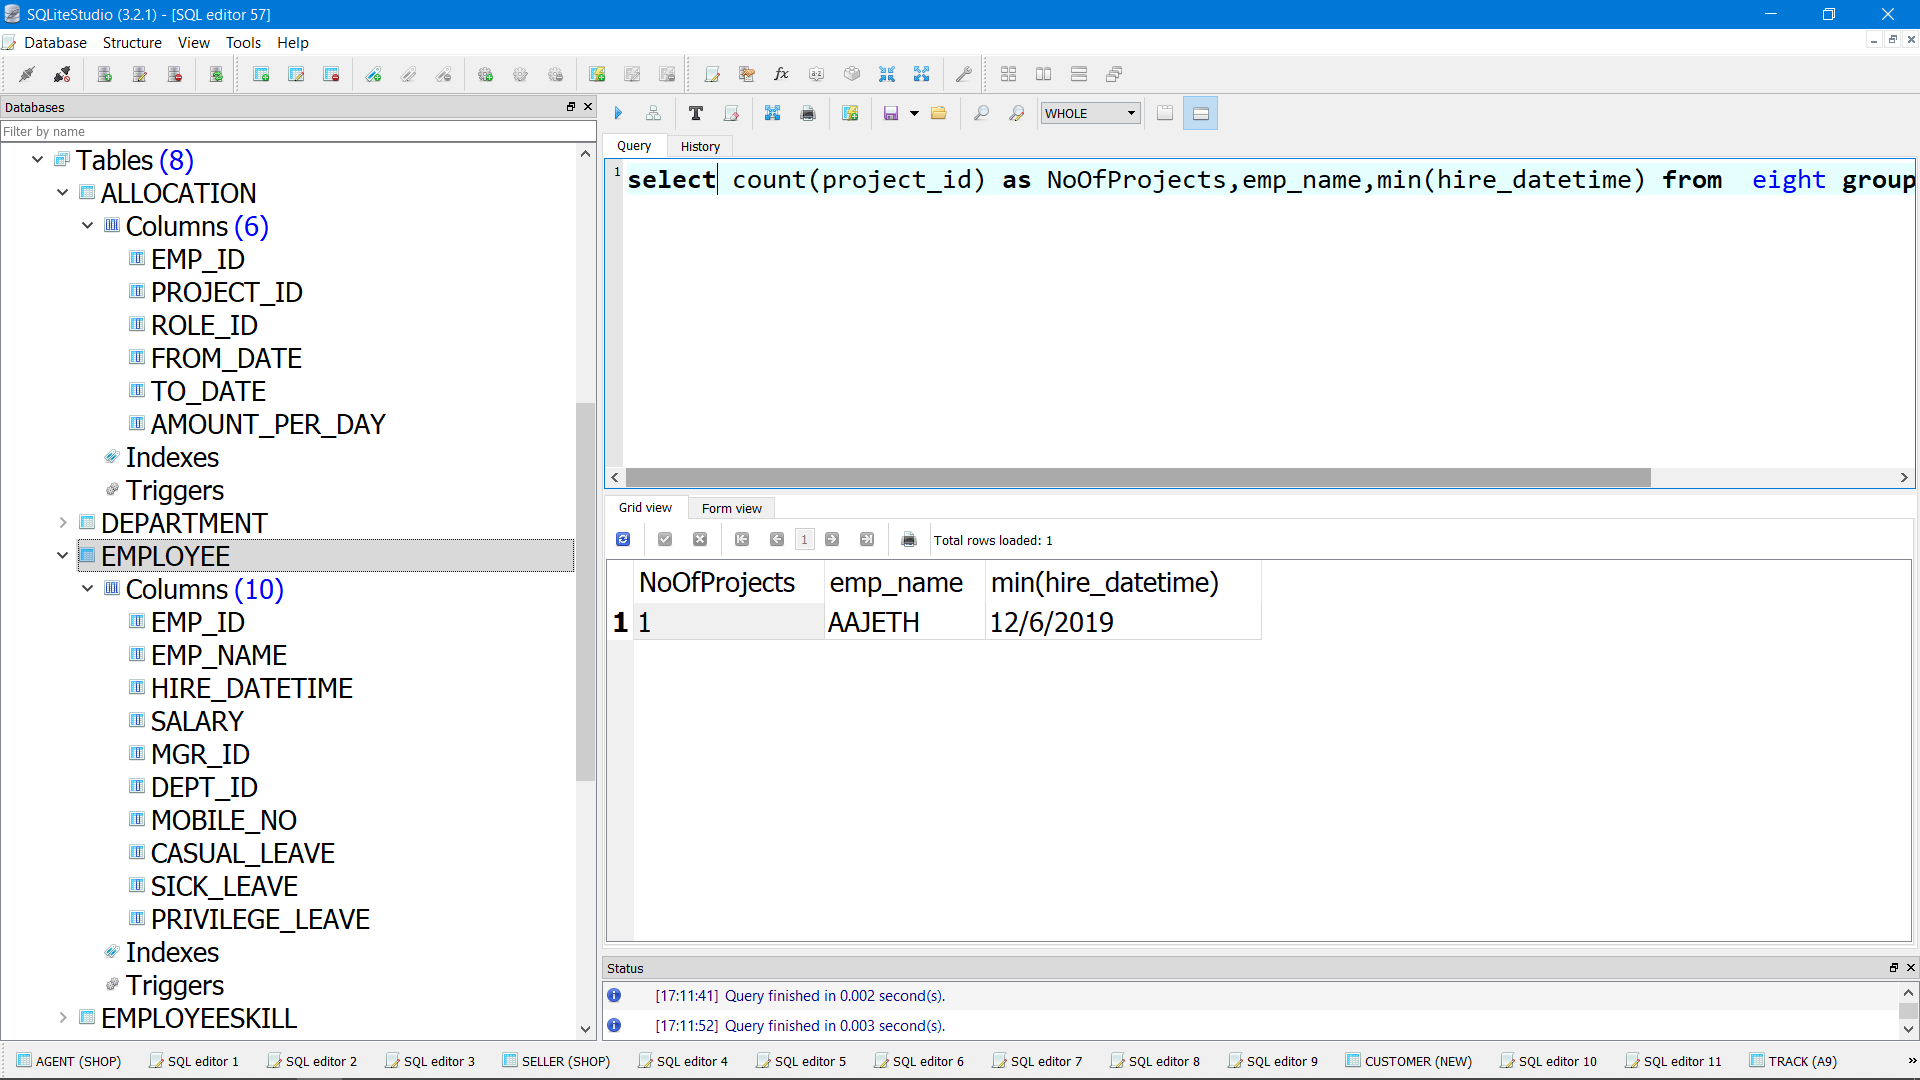 SQLiteStudio (3.2.1) - [SQL editor 57]
Database Structure View Tools Help
Databases
Filter by name
Tables (8)
ALLOCATION
Columns (6)
EMP_ID
PROJECT_ID
ROLE_ID
FROM_DATE
TO_DATE
AMOUNT_PER_DAY
Indexes
Triggers
DEPARTMENT
EMPLOYEE
Columns (10)
EMP_ID
EMP_NAME
HIRE_DATETIME
SALARY
MGR_ID
DEPT_ID
MOBILE_NO
CASUAL_LEAVE
SICK_LEAVE
PRIVILEGE_LEAVE
Indexes
Triggers
EMPLOYEESKILL
WHOLE
Query History
1 select count(project_id) as NoOfProjects,emp_name,min(hire_datetime) from eight group
Grid view Form view
1 Total rows loaded: 1
NoOfProjects emp_name min(hire_datetime)
1 1 AAJETH 12/6/2019
Status
[17:11:41] Query finished in 0.002 second(s).
[17:11:52] Query finished in 0.003 second(s).
AGENT (SHOP) SQL editor 1 SQL editor 2 SQL editor 3 SELLER (SHOP) SQL editor 4 SQL editor 5 SQL editor 6 SQL editor 7 SQL editor 8 SQL editor 9 CUSTOMER (NEW) SQL editor 10 SQL editor 11 TRACK (A9) »